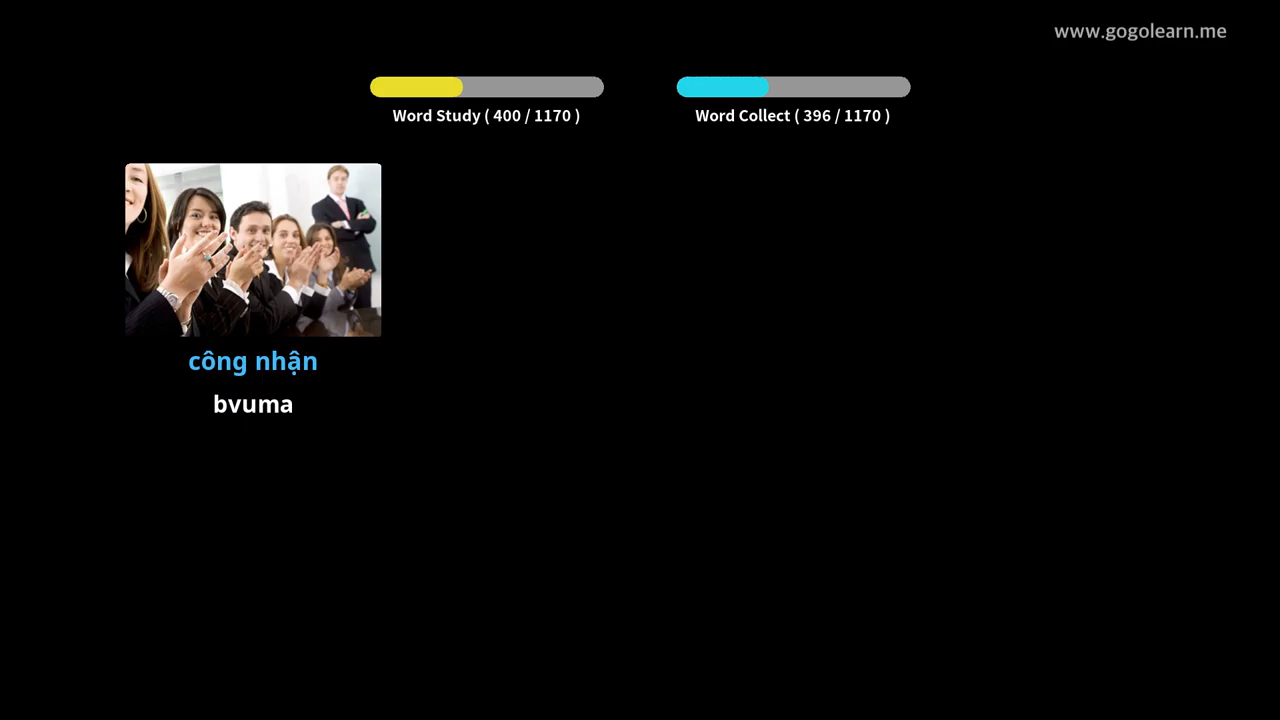 www.gogolearn.me
Word Study ( 400 / 1170 )
Word Collect ( 396 / 1170 )
công nhận
bvuma